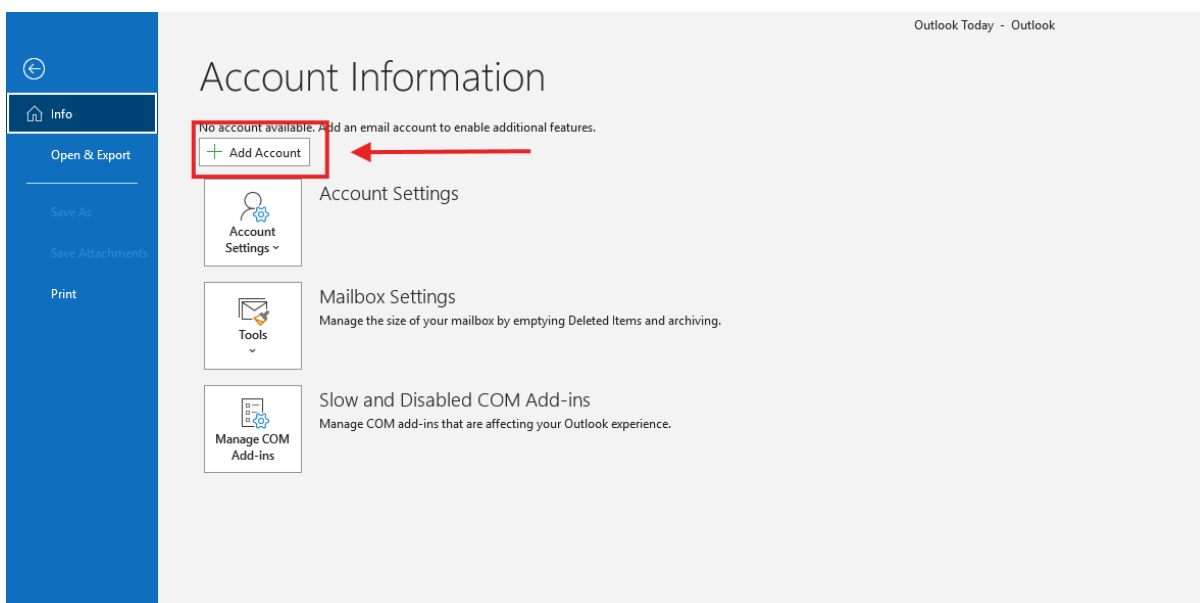 Outlook Today - Outlook
Account Information
Info
No account available. Add an email account to enable additional features.
Add Account
Open & Export
Account Settings
Account
Settings
Save As
Save Attachments
Print
Mailbox Settings
Manage the size of your mailbox by emptying Deleted Items and archiving.
Tools
Slow and Disabled COM Add-ins
Manage COM add-ins that are affecting your Outlook experience.
Manage COM
Add-ins